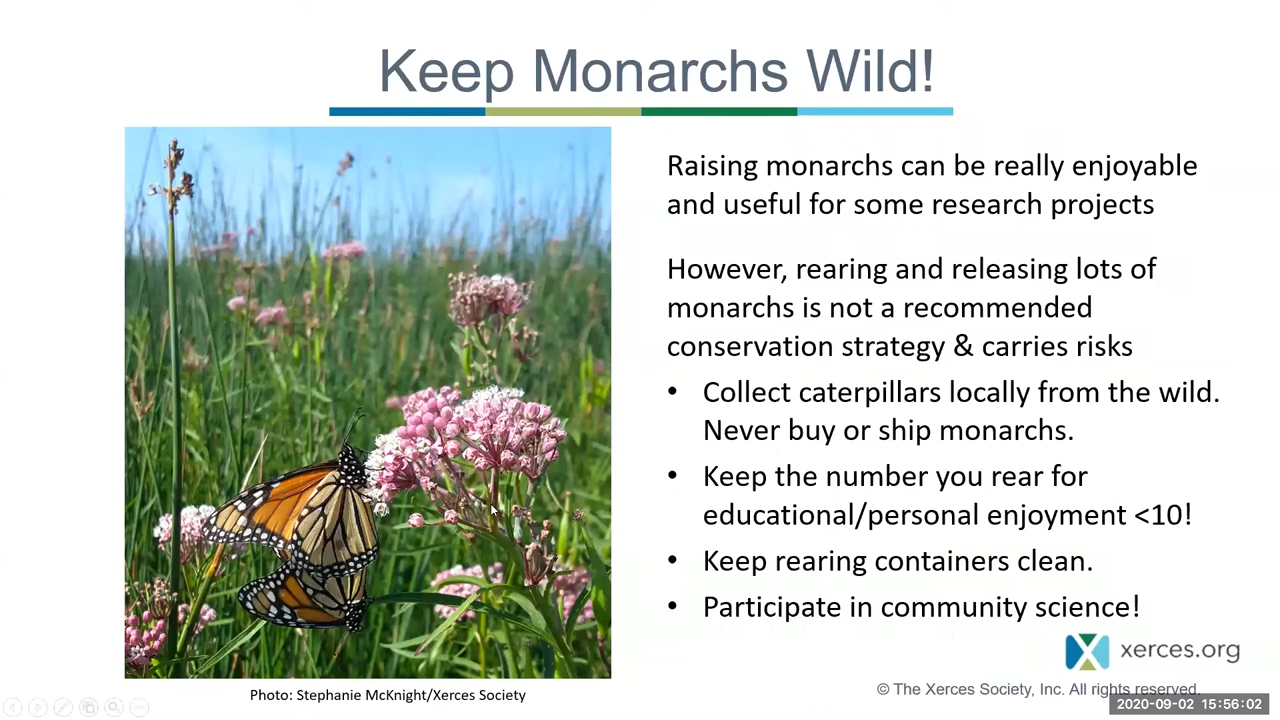 Keep Monarchs Wild!
Raising monarchs can be really enjoyable
and useful for some research projects
However, rearing and releasing lots of
monarchs is not a recommended
conservation strategy & carries risks
• Collect caterpillars locally from the wild.
Never buy or ship monarchs.
• Keep the number you rear for
educational/personal enjoyment <10!
• Keep rearing containers clean.
• Participate in community science!
xerces.org
Photo: Stephanie McKnight/Xerces Society
© The Xerces Society, Inc. All rights reserved.
2020-09-02 15:56:02